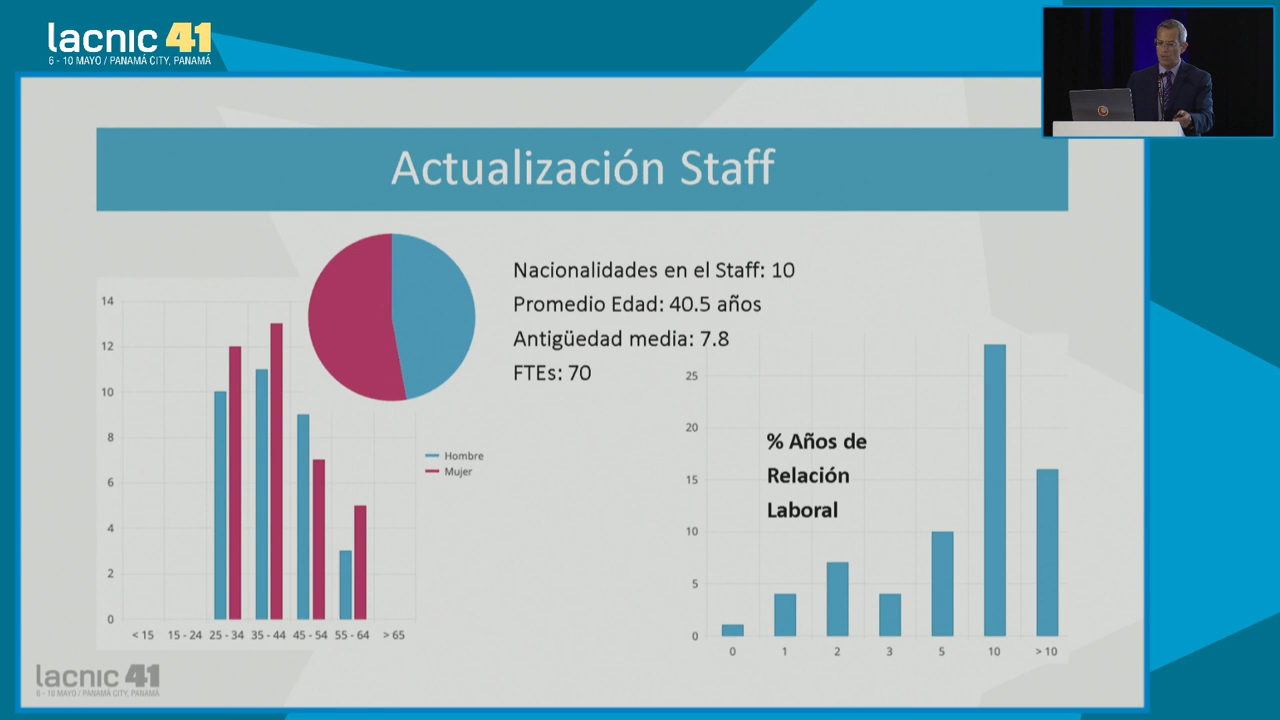 lacnic 41
6 - 10 MAYO / PANAMÁ CITY, PANAMÁ
Actualización Staff
Nacionalidades en el Staff: 10
Promedio Edad: 40.5 años
Antigüedad media: 7.8
FTEs: 70
14
12
10
8
6
4
2
0
< 15 15 - 24 25 - 34 35 - 44 45 - 54 55 - 64 > 65
Hombre
Mujer
% Años de
Relación
Laboral
25
20
15
10
5
0
0 1 2 3 5 10 > 10
lacnic 41
6 - 10 MAYO / PANAMÁ CITY, PANAMÁ